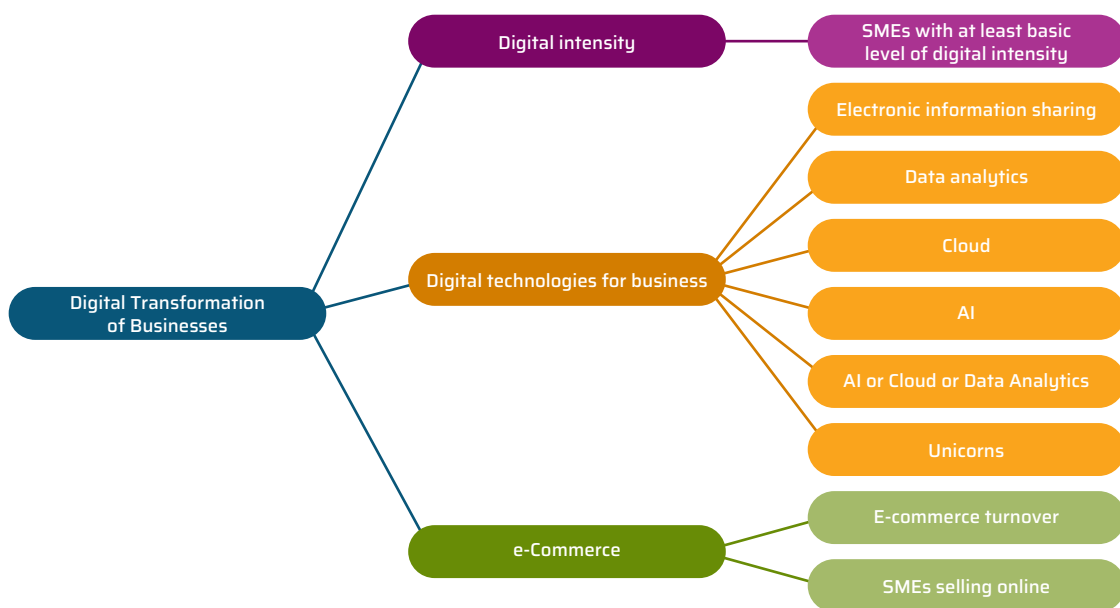 Digital Transformation
of Businesses
Digital intensity
SMEs with at least basic
level of digital intensity
Digital technologies for business
Electronic information sharing
Data analytics
Cloud
AI
AI or Cloud or Data Analytics
Unicorns
e-Commerce
E-commerce turnover
SMEs selling online